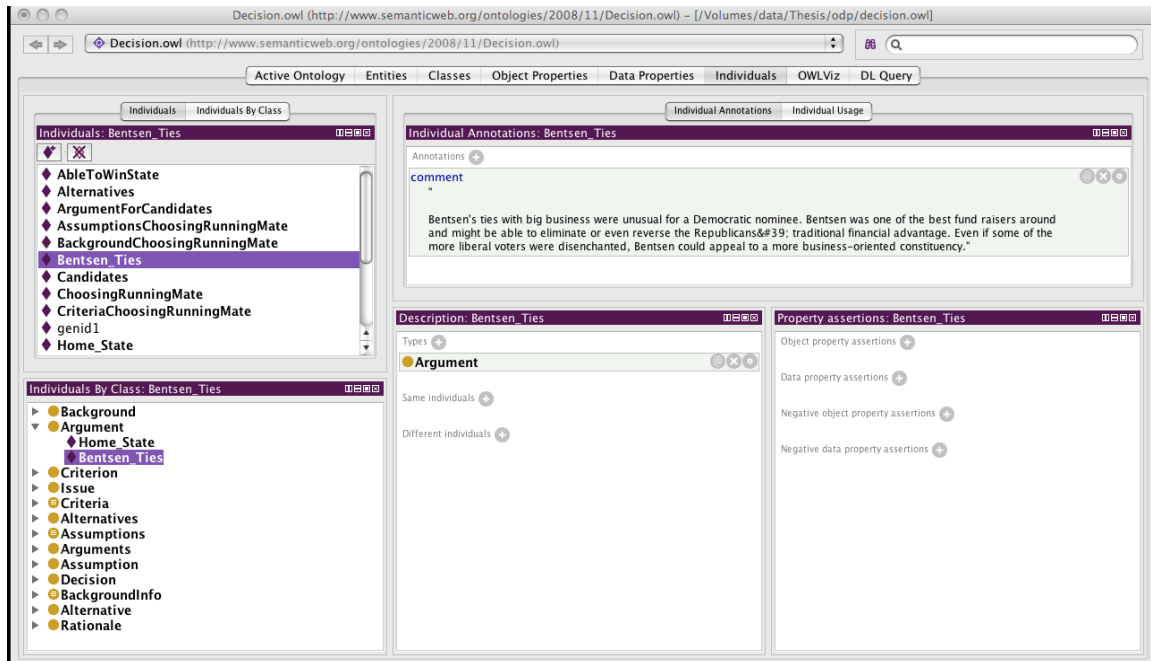 Decision.owl (http://www.semanticweb.org/ontologies/2008/11/Decision.owl) – [/Volumes/data/Thesis/odp/decision.owl]
Decision.owl (http://www.semanticweb.org/ontologies/2008/11/Decision.owl)
Active Ontology Entities Classes Object Properties Data Properties Individuals OWLViz DL Query
Individuals Individuals By Class
Individuals: Bentsen_Ties
AbleToWinState
Alternatives
ArgumentForCandidates
AssumptionsChoosingRunningMate
BackgroundChoosingRunningMate
Bentsen_Ties
Candidates
ChoosingRunningMate
CriteriaChoosingRunningMate
genid1
Home_State
Individuals By Class: Bentsen_Ties
Background
Argument
Home_State
Bentsen_Ties
Criterion
Issue
Criteria
Alternatives
Assumptions
Arguments
Assumption
Decision
BackgroundInfo
Alternative
Rationale
Individual Annotations Individual Usage
Individual Annotations: Bentsen_Ties
Annotations
comment
"
Bentsen's ties with big business were unusual for a Democratic nominee. Bentsen was one of the best fund raisers around
and might be able to eliminate or even reverse the Republicans&#39; traditional financial advantage. Even if some of the
more liberal voters were disenchanted, Bentsen could appeal to a more business-oriented constituency."
Description: Bentsen_Ties
Types
Argument
Same individuals
Different individuals
Property assertions: Bentsen_Ties
Object property assertions
Data property assertions
Negative object property assertions
Negative data property assertions